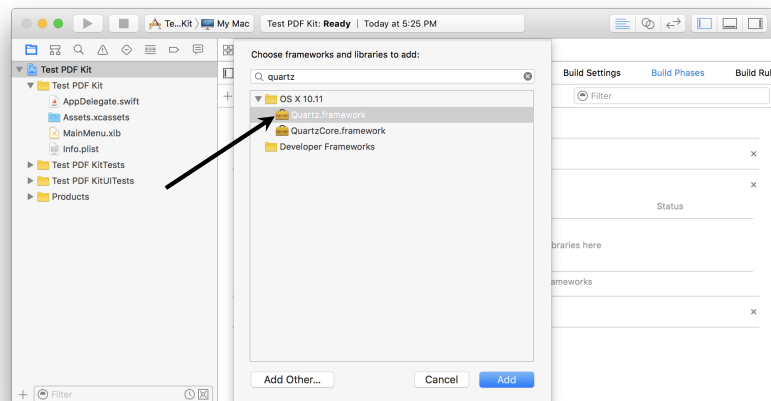 Te...Kit 〉 My Mac
Test PDF Kit: Ready | Today at 5:25 PM
Test PDF Kit
Test PDF Kit
AppDelegate.swift
Assets.xcassets
MainMenu.xib
Info.plist
Test PDF KitTests
Test PDF KitUITests
Products
Filter
Choose frameworks and libraries to add:
quartz
OS X 10.11
Quartz.framework
QuartzCore.framework
Developer Frameworks
Add Other...
Cancel
Add
Build Settings
Build Phases
Build Rul
Filter
Status
braries here
ameworks